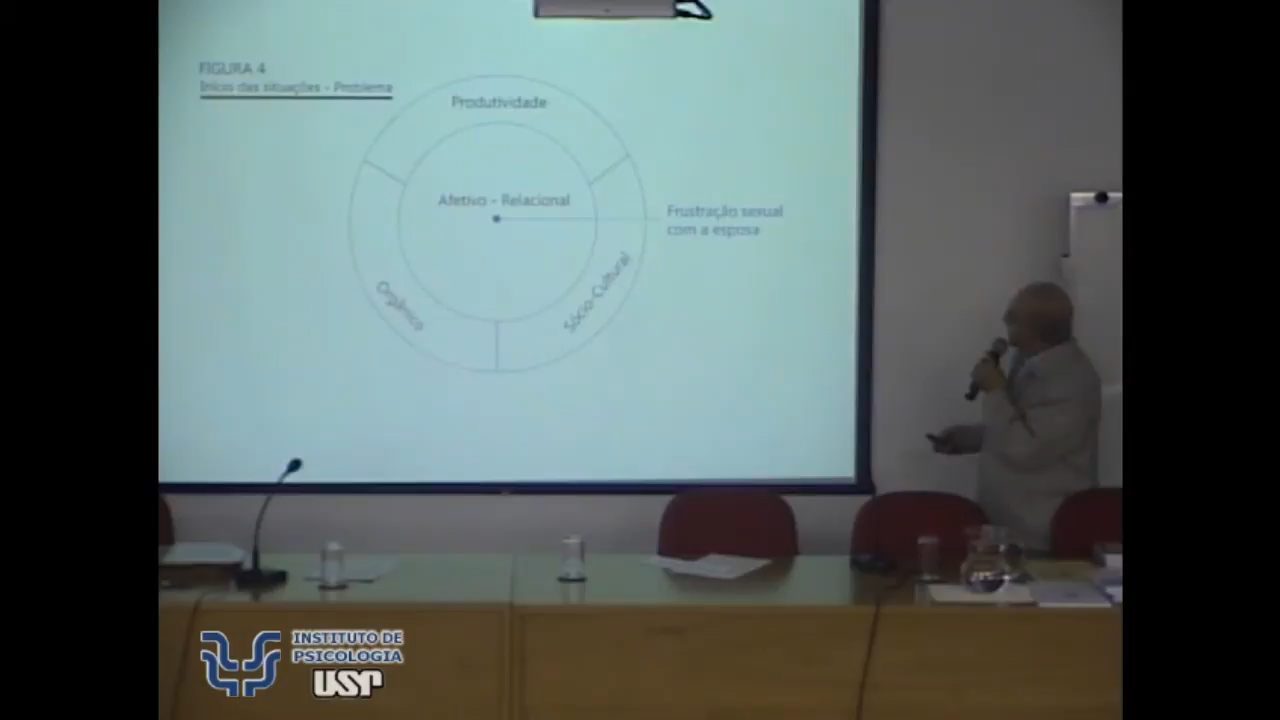 FIGURA 4
Início das situações - Problema
Produtividade
Afetivo - Relacional
Frustração sexual
com a esposa
Orgânico
Sócio-Cultural
INSTITUTO DE
PSICOLOGIA
USP